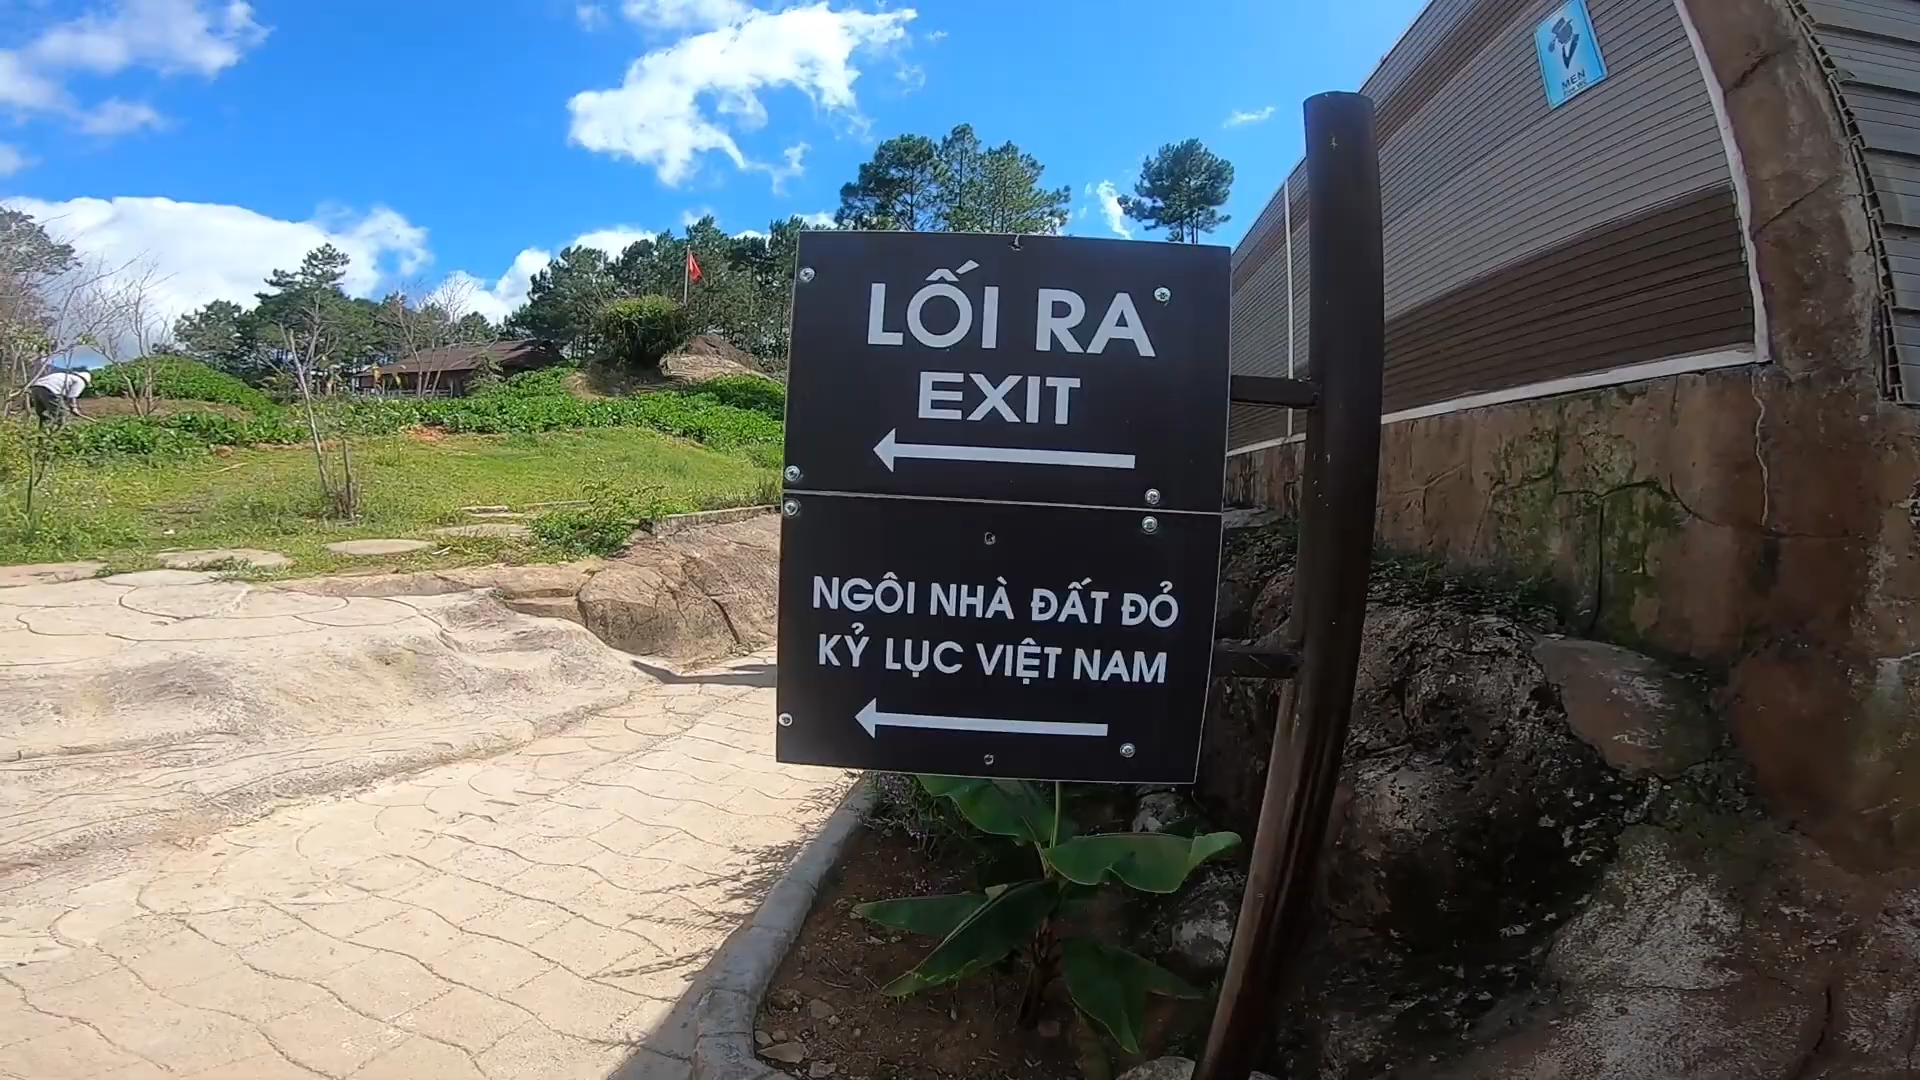 MEN
LỐI RA
EXIT
NGÔI NHÀ ĐẤT ĐỎ
KỶ LỤC VIỆT NAM